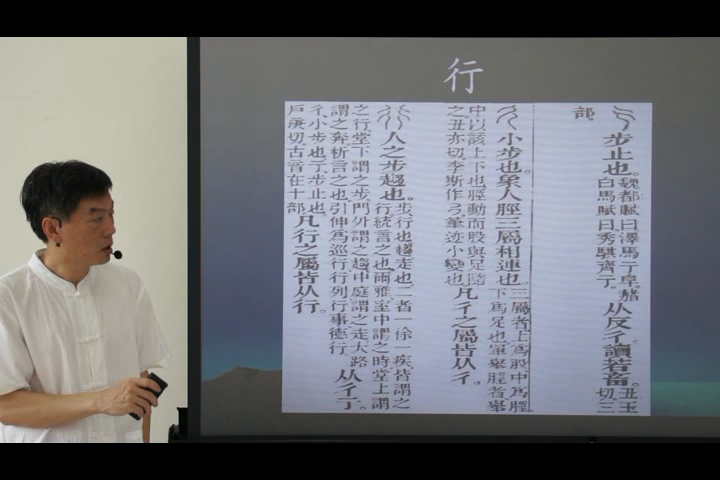 行
步止也。魏都賦曰澤馬亍阜赭
白馬賦曰秀騏齊亍 从反彳。讀若畜。丑玉
切三
部
小步也。象人脛三屬相連也。三屬者上爲股中爲脛
下爲足也單舉脛者舉
中以該上下也脛動而股與足隨
之丑亦切李斯作筆迹小變也 凡彳之屬皆从彳。
人之步趨也。步行也趨走也二者一徐一疾皆謂之
行統言之也爾雅室中謂之時堂上謂
之行堂下謂之步門外謂之趨中庭謂之走大路
謂之奔析言之也引伸爲巡行行列行事德行 从彳亍。
彳小步也亍步止也
戶庚切古音在十部 凡行之屬皆从行。